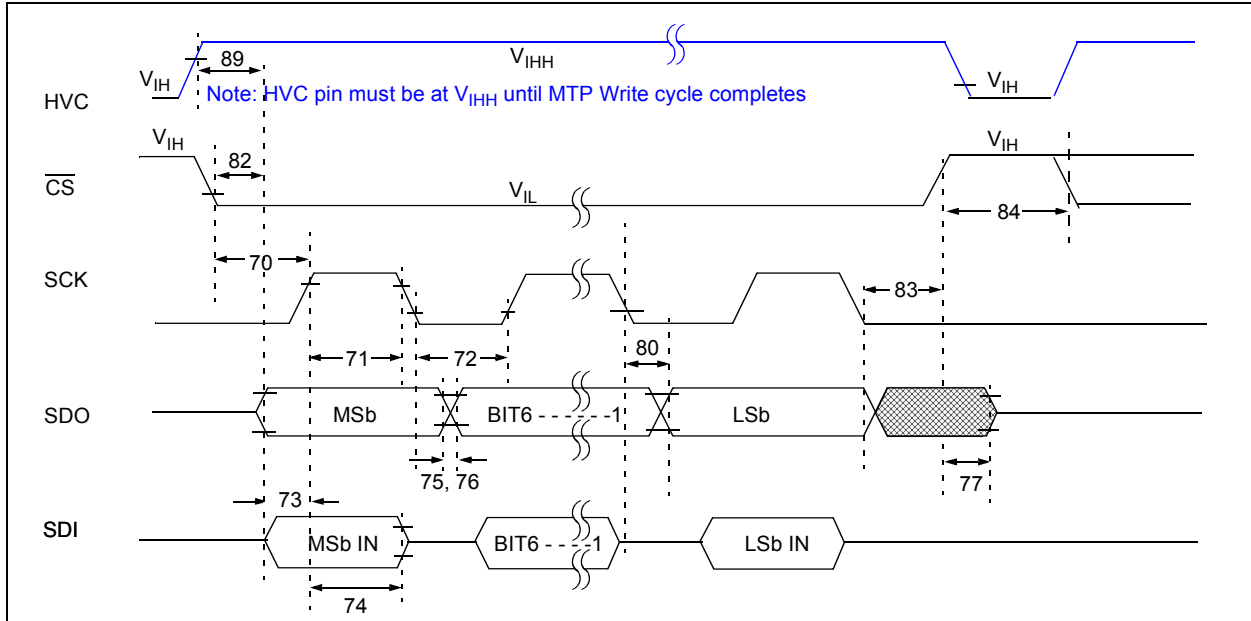 89
V_IHH
V_IH
HVC
Note: HVC pin must be at V_IHH until MTP Write cycle completes
V_IH
V_IH
82
V_IH
CS
V_IL
84
70
SCK
83
71
72
80
SDO
MSb
BIT6 - - - - - - -1
LSb
75, 76
77
73
SDI
MSb IN
BIT6 - - - - -1
LSb IN
74